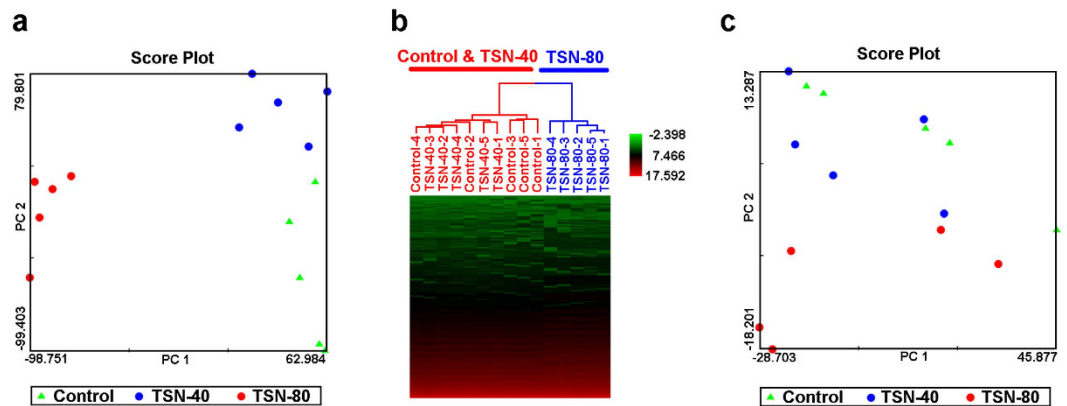 a
Score Plot
79.801
PC 2
-99.403
-98.751
PC 1
62.984
Control
TSN-40
TSN-80
b
Control & TSN-40
TSN-80
Control-4
TSN-40-3
TSN-40-2
TSN-40-4
Control-2
TSN-40-5
TSN-40-1
Control-3
Control-5
Control-1
TSN-80-4
TSN-80-3
TSN-80-2
TSN-80-5
TSN-80-1
-2.398
7.466
17.592
c
Score Plot
13.287
PC 2
-18.201
-28.703
PC 1
45.877
Control
TSN-40
TSN-80